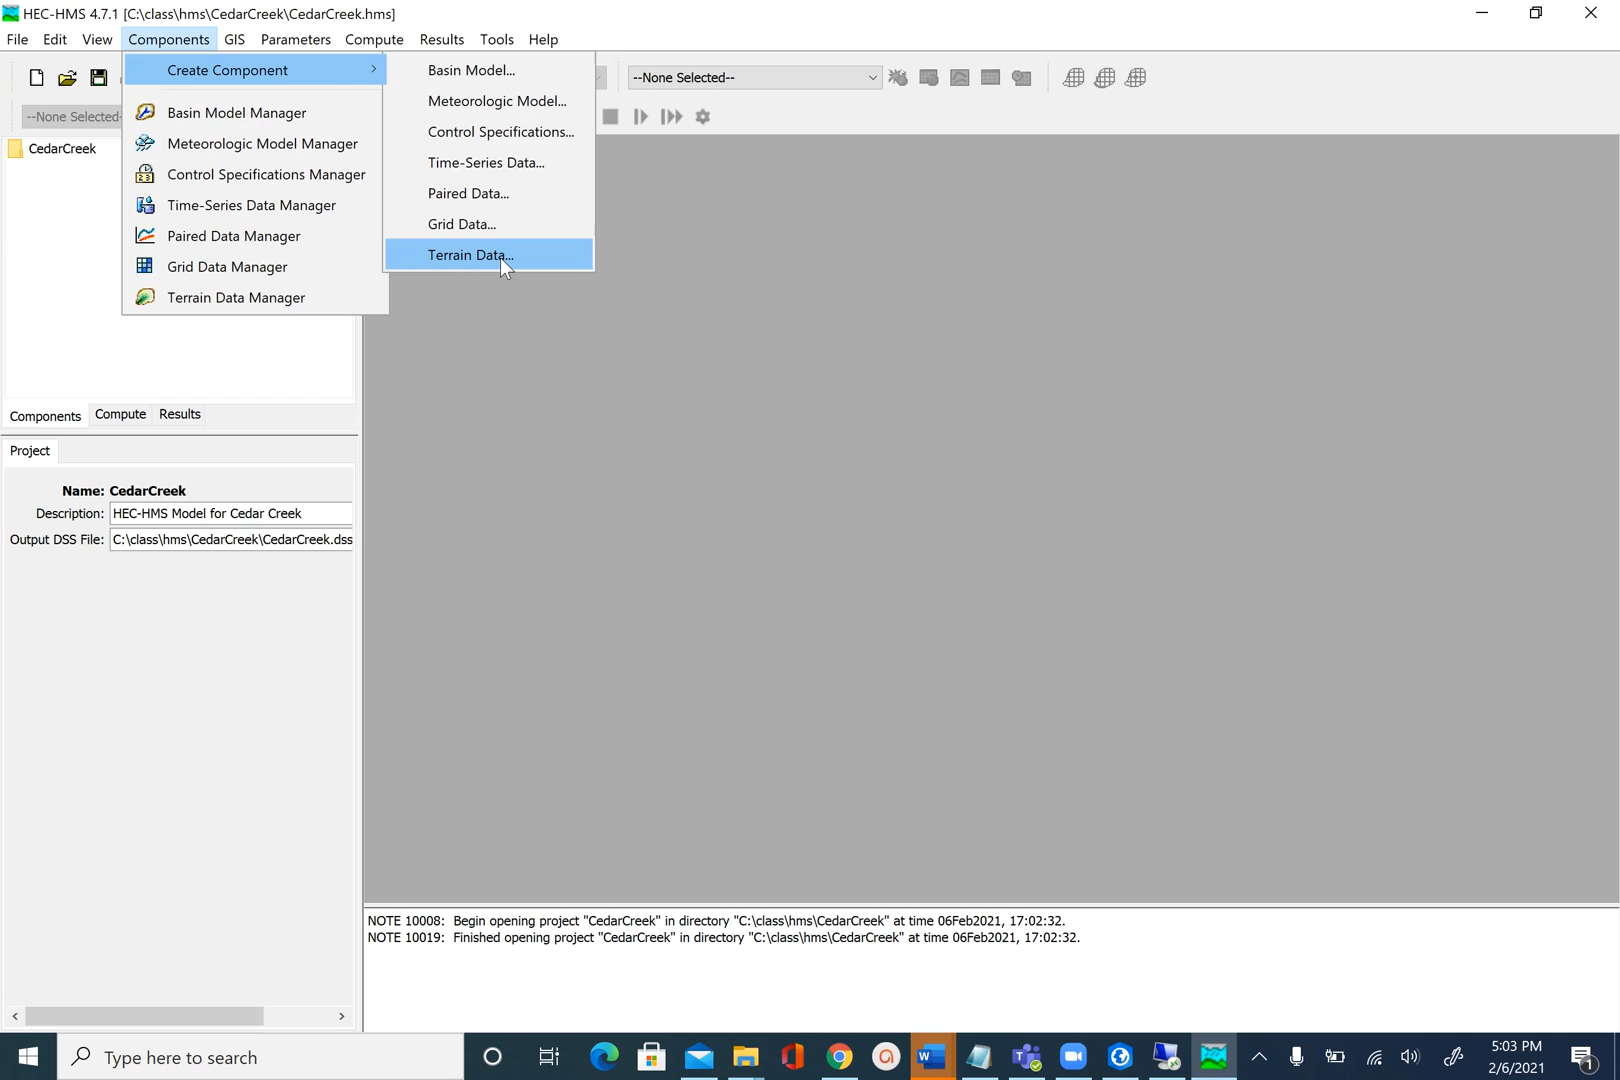 HEC-HMS 4.7.1 [C:\class\hms\CedarCreek\CedarCreek.hms]
File Edit View Components GIS Parameters Compute Results Tools Help
Create Component
Basin Model Manager
Meteorologic Model Manager
Control Specifications Manager
Time-Series Data Manager
Paired Data Manager
Grid Data Manager
Terrain Data Manager
Basin Model...
Meteorologic Model...
Control Specifications...
Time-Series Data...
Paired Data...
Grid Data...
Terrain Data...
--None Selected--
--None Selected-
CedarCreek
Components Compute Results
Project
Name: CedarCreek
Description: HEC-HMS Model for Cedar Creek
Output DSS File: C:\class\hms\CedarCreek\CedarCreek.dss
NOTE 10008: Begin opening project "CedarCreek" in directory "C:\class\hms\CedarCreek" at time 06Feb2021, 17:02:32.
NOTE 10019: Finished opening project "CedarCreek" in directory "C:\class\hms\CedarCreek" at time 06Feb2021, 17:02:32.
Type here to search
5:03 PM
2/6/2021
1